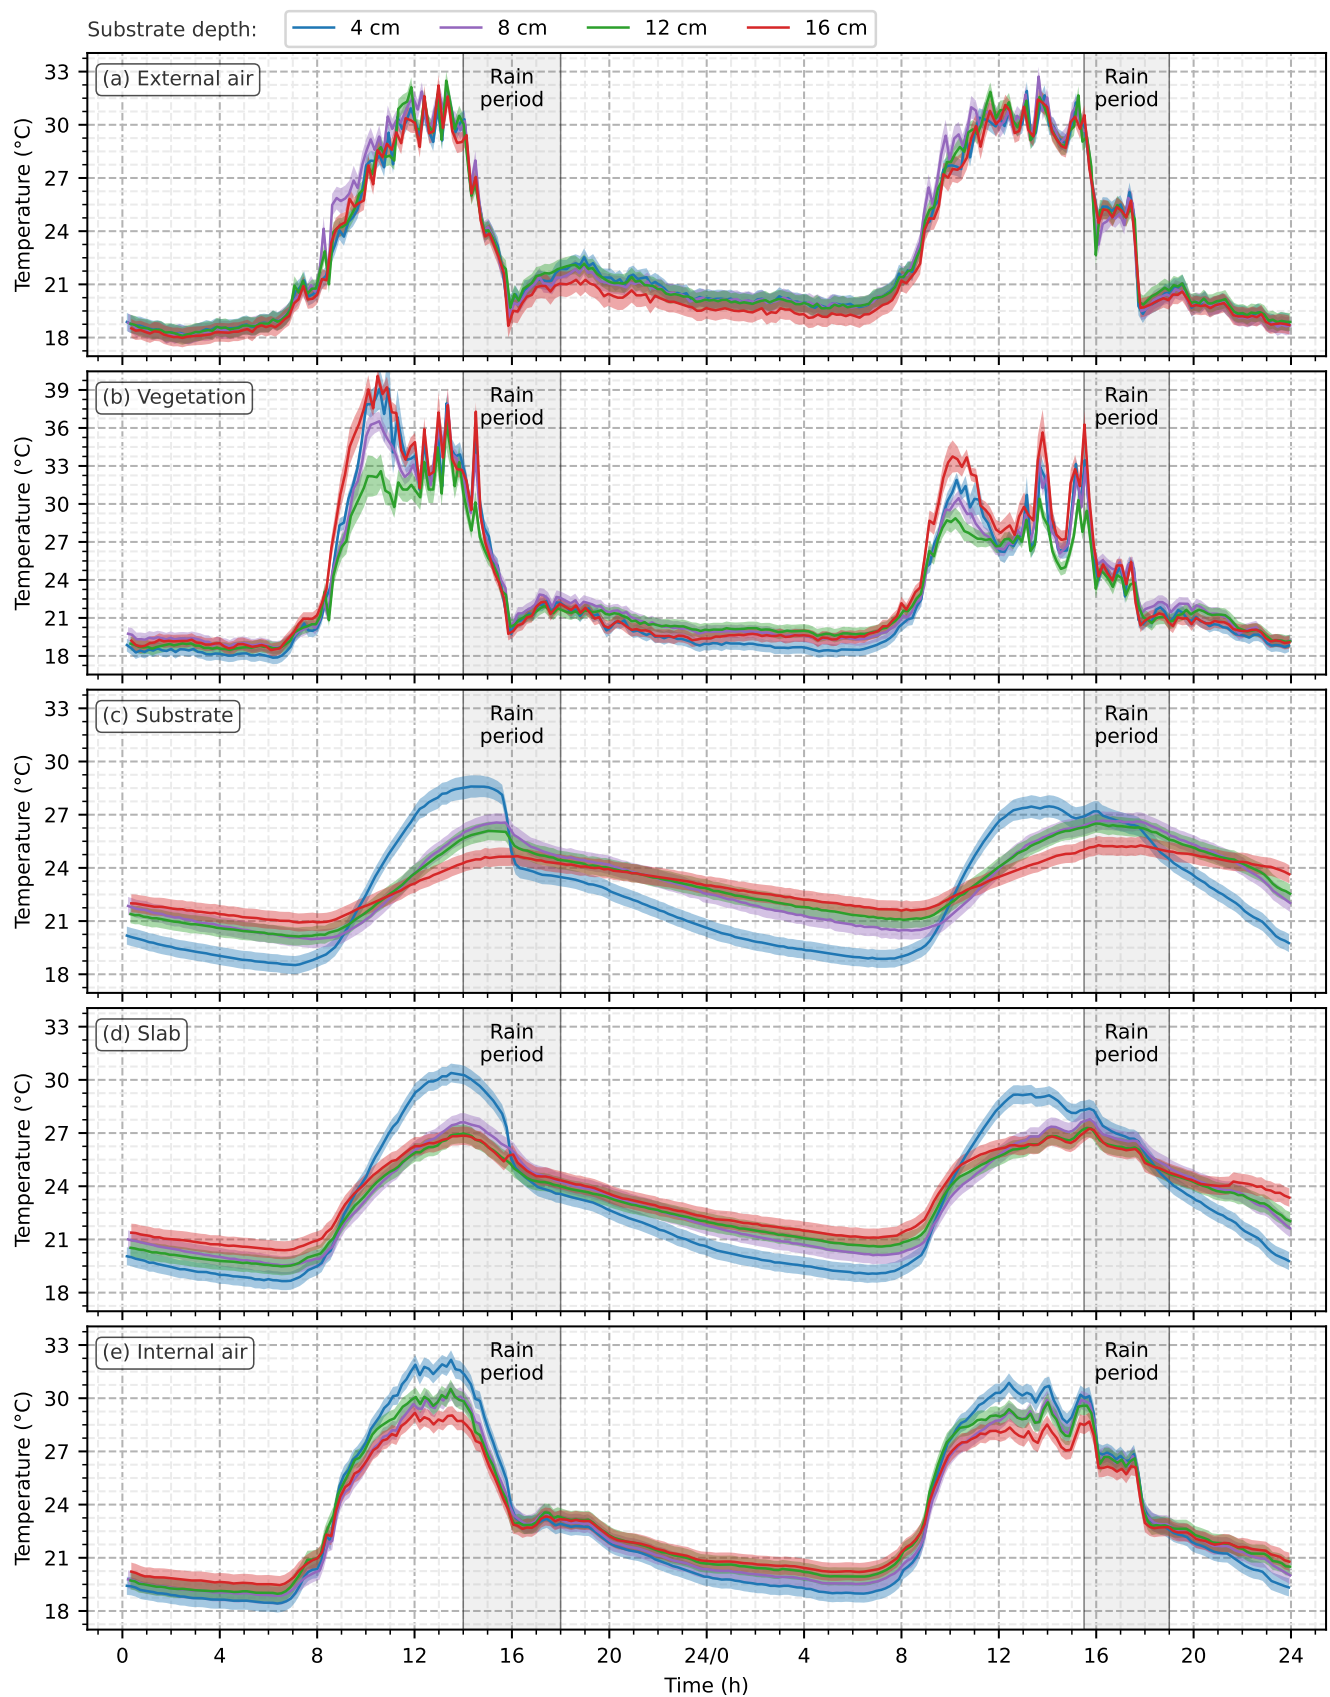 Substrate depth: 4 cm 8 cm 12 cm 16 cm
(a) External air
Rain
period
Rain
period
33
30
27
24
21
18
Temperature (°C)
(b) Vegetation
Rain
period
Rain
period
39
36
33
30
27
24
21
18
Temperature (°C)
(c) Substrate
Rain
period
Rain
period
33
30
27
24
21
18
Temperature (°C)
(d) Slab
Rain
period
Rain
period
33
30
27
24
21
18
Temperature (°C)
(e) Internal air
Rain
period
Rain
period
33
30
27
24
21
18
Temperature (°C)
0 4 8 12 16 20 24/0 4 8 12 16 20 24
Time (h)